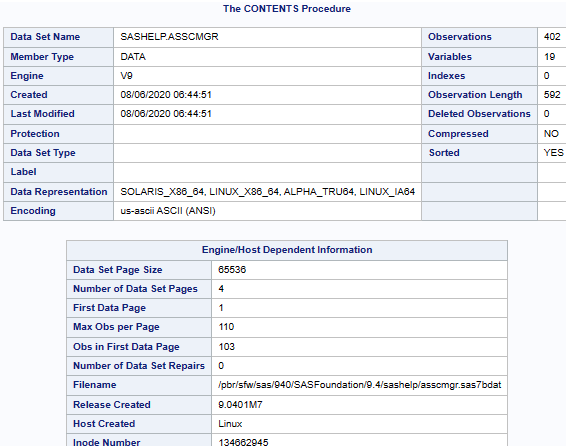 The CONTENTS Procedure
Data Set Name SASHELP.ASSCMGR Observations 402
Member Type DATA Variables 19
Engine V9 Indexes 0
Created 08/06/2020 06:44:51 Observation Length 592
Last Modified 08/06/2020 06:44:51 Deleted Observations 0
Protection Compressed NO
Data Set Type Sorted YES
Label
Data Representation SOLARIS_X86_64, LINUX_X86_64, ALPHA_TRU64, LINUX_IA64
Encoding us-ascii ASCII (ANSI)
Engine/Host Dependent Information
Data Set Page Size 65536
Number of Data Set Pages 4
First Data Page 1
Max Obs per Page 110
Obs in First Data Page 103
Number of Data Set Repairs 0
Filename /pbr/sfw/sas/940/SASFoundation/9.4/sashelp/asscmgr.sas7bdat
Release Created 9.0401M7
Host Created Linux
Inode Number 134662945